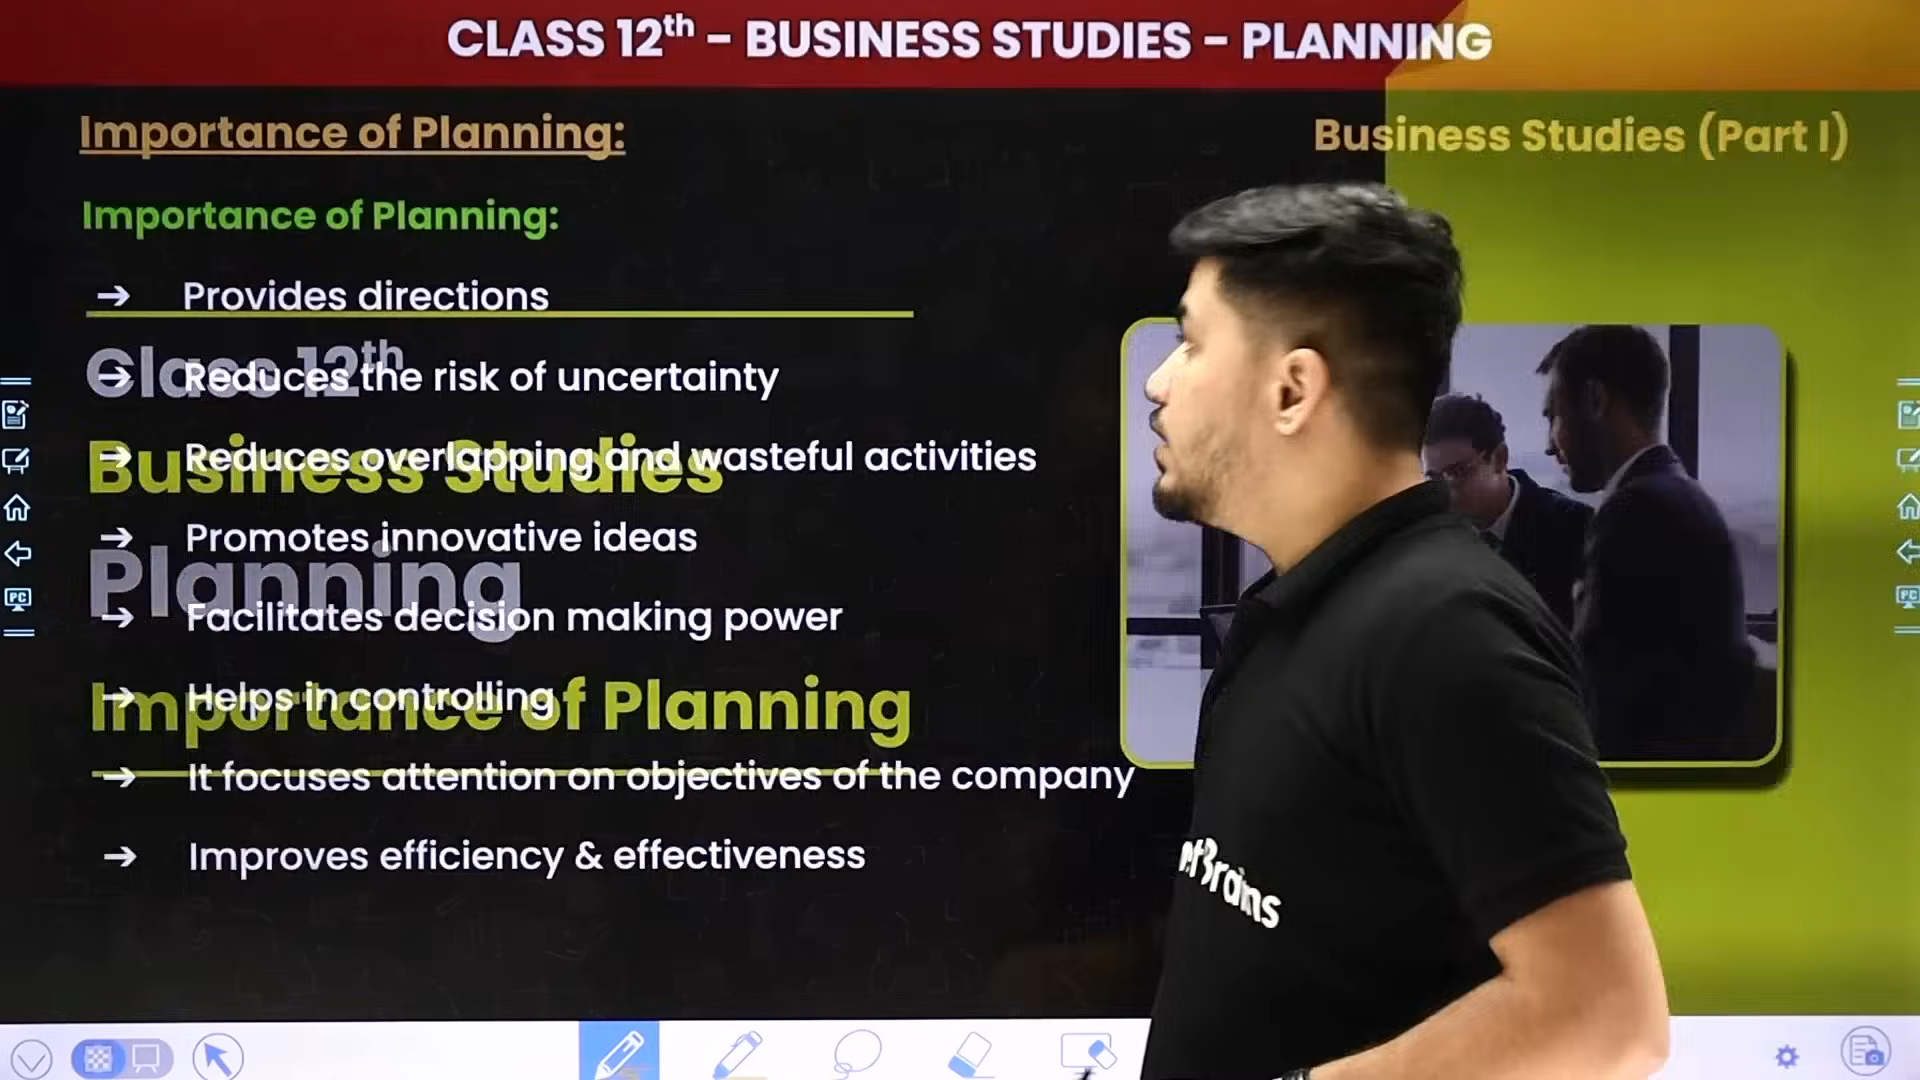 CLASS 12th - BUSINESS STUDIES - PLANNING
Importance of Planning:
Business Studies (Part I)
Importance of Planning:
→ Provides directions
Class 12th
→ Reduces the risk of uncertainty
Business Studies
→ Reduces overlapping and wasteful activities
→ Promotes innovative ideas
Planning
→ Facilitates decision making power
→ Helps in controlling
Importance of Planning
→ It focuses attention on objectives of the company
→ Improves efficiency & effectiveness
PC
PC